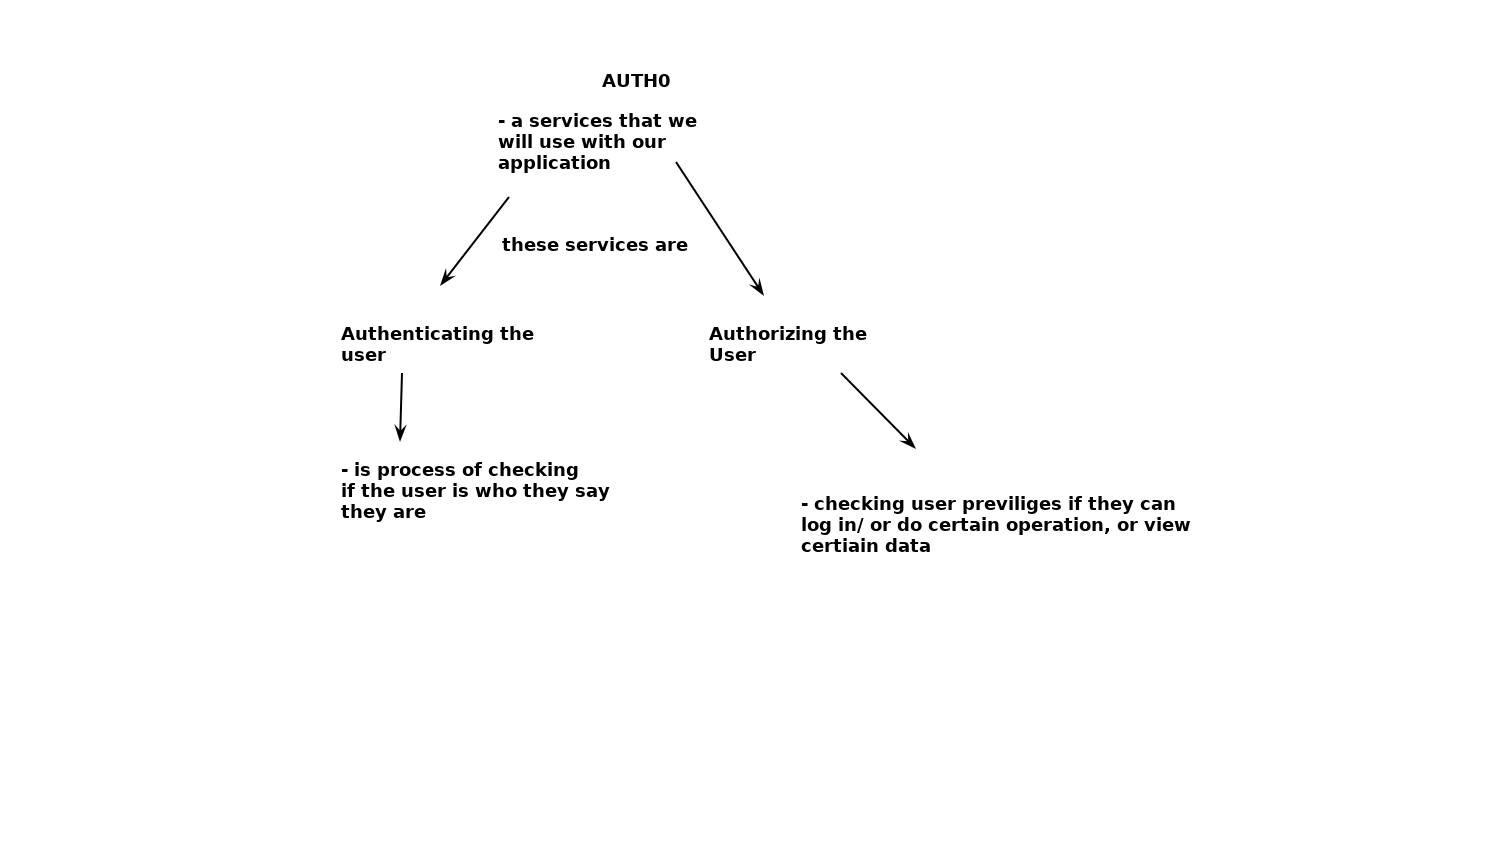 AUTH0
- a services that we
will use with our
application
these services are
Authenticating the
user
Authorizing the
User
- is process of checking
if the user is who they say
they are
- checking user previliges if they can
log in/ or do certain operation, or view
certiain data